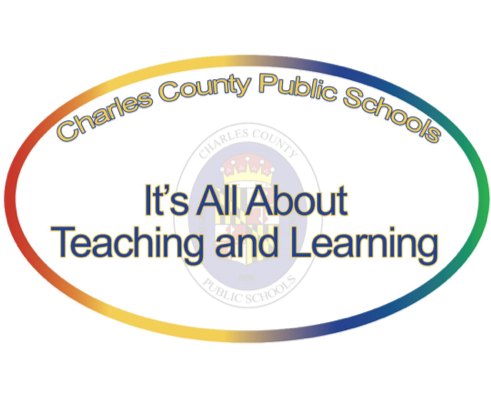 Charles County Public Schools
CHARLES COUNTY
It's All About
Teaching and Learning
PUBLIC SCHOOLS